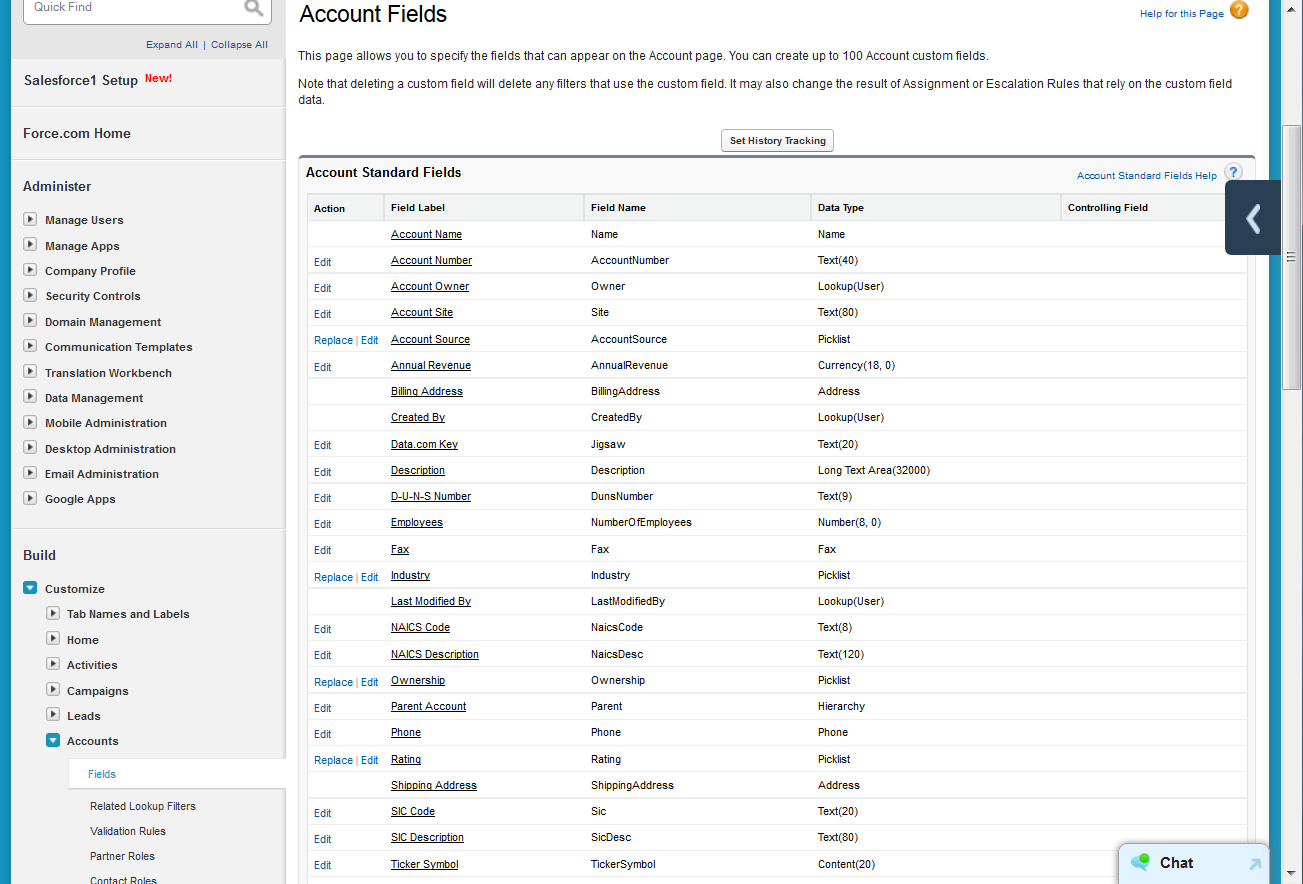 Quick Find
Expand All | Collapse All
Salesforce1 Setup New!
Force.com Home
Administer
Manage Users
Manage Apps
Company Profile
Security Controls
Domain Management
Communication Templates
Translation Workbench
Data Management
Mobile Administration
Desktop Administration
Email Administration
Google Apps
Build
Customize
Tab Names and Labels
Home
Activities
Campaigns
Leads
Accounts
Fields
Related Lookup Filters
Validation Rules
Partner Roles
Contact Roles
Account Fields
Help for this Page ?
This page allows you to specify the fields that can appear on the Account page. You can create up to 100 Account custom fields.
Note that deleting a custom field will delete any filters that use the custom field. It may also change the result of Assignment or Escalation Rules that rely on the custom field
data.
Set History Tracking
Account Standard Fields
Account Standard Fields Help ?
Action Field Label Field Name Data Type Controlling Field
Account Name Name Name
Edit Account Number AccountNumber Text(40)
Edit Account Owner Owner Lookup(User)
Edit Account Site Site Text(80)
Replace | Edit Account Source AccountSource Picklist
Edit Annual Revenue AnnualRevenue Currency(18, 0)
Billing Address BillingAddress Address
Created By CreatedBy Lookup(User)
Edit Data.com Key Jigsaw Text(20)
Edit Description Description Long Text Area(32000)
Edit D-U-N-S Number DunsNumber Text(9)
Edit Employees NumberOfEmployees Number(8, 0)
Edit Fax Fax Fax
Replace | Edit Industry Industry Picklist
Last Modified By LastModifiedBy Lookup(User)
Edit NAICS Code NaicsCode Text(8)
Edit NAICS Description NaicsDesc Text(120)
Replace | Edit Ownership Ownership Picklist
Edit Parent Account Parent Hierarchy
Edit Phone Phone Phone
Replace | Edit Rating Rating Picklist
Shipping Address ShippingAddress Address
Edit SIC Code Sic Text(20)
Edit SIC Description SicDesc Text(80)
Edit Ticker Symbol TickerSymbol Content(20)
Chat